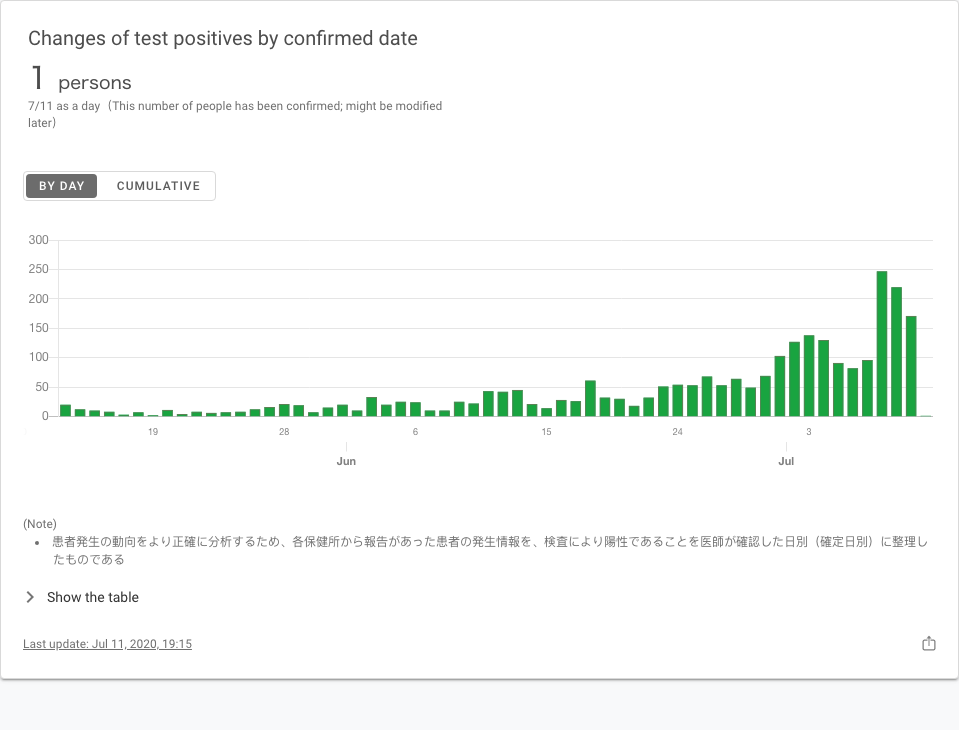 Changes of test positives by confirmed date
1 persons
7/11 as a day（This number of people has been confirmed; might be modified
later）
BY DAY CUMULATIVE
300
250
200
150
100
50
0
19 28 6 15 24 3
Jun Jul
(Note)
• 患者発生の動向をより正確に分析するため、各保健所から報告があった患者の発生情報を、検査により陽性であることを医師が確認した日別（確定日別）に整理し
たものである
Show the table
Last update: Jul 11, 2020, 19:15